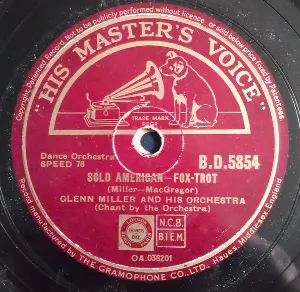 Copyright. Patented Record. Not to be publicly performed without licence or sold below price fixed by Patentees.
"HIS MASTER'S VOICE"
TRADE MARK
Dance Orchestra
SPEED 78
B.D.5854
SOLD AMERICAN—FOX-TROT
(Miller—MacGregor)
GLENN MILLER AND HIS ORCHESTRA
(Chant by the Orchestra)
N.C.B.
B.I.E.M.
OA.038201
Record manufactured by THE GRAMOPHONE CO., LTD., Hayes, Middlesex, England.